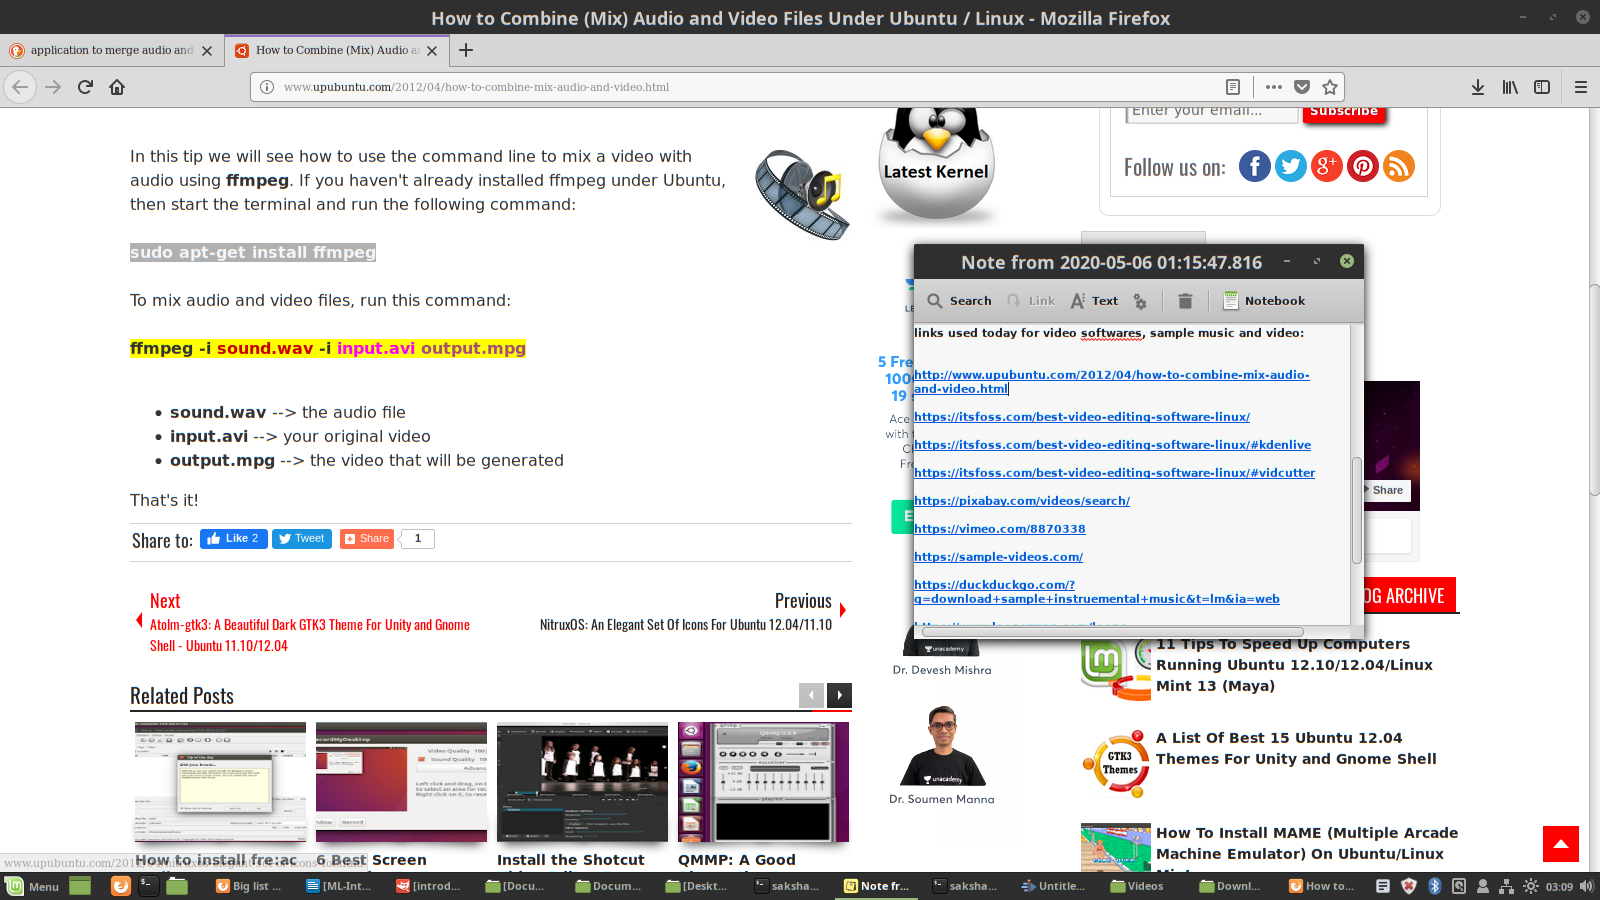 How to Combine (Mix) Audio and Video Files Under Ubuntu / Linux - Mozilla Firefox
application to merge audio and
How to Combine (Mix) Audio a
www.upubuntu.com/2012/04/how-to-combine-mix-audio-and-video.html
In this tip we will see how to use the command line to mix a video with
audio using ffmpeg. If you haven't already installed ffmpeg under Ubuntu,
then start the terminal and run the following command:
sudo apt-get install ffmpeg
To mix audio and video files, run this command:
ffmpeg -i sound.wav -i input.avi output.mpg
sound.wav --> the audio file
input.avi --> your original video
output.mpg --> the video that will be generated
That's it!
Share to:
Like 2
Tweet
Share
1
Next
Atolm-gtk3: A Beautiful Dark GTK3 Theme For Unity and Gnome
Shell - Ubuntu 11.10/12.04
Previous
NitruxOS: An Elegant Set Of Icons For Ubuntu 12.04/11.10
Related Posts
How to install fre:ac
6 Best Screen
Install the Shotcut
QMMP: A Good
Latest Kernel
5 Fre
100
19
Ace
with f
Fre
E
unacademy
Dr. Devesh Mishra
unacademy
Dr. Soumen Manna
Enter your email...
Subscribe
Follow us on:
Note from 2020-05-06 01:15:47.816
Search
Link
Text
Notebook
links used today for video softwares, sample music and video:
http://www.upubuntu.com/2012/04/how-to-combine-mix-audio-
and-video.html
https://itsfoss.com/best-video-editing-software-linux/
https://itsfoss.com/best-video-editing-software-linux/#kdenlive
https://itsfoss.com/best-video-editing-software-linux/#vidcutter
https://pixabay.com/videos/search/
https://vimeo.com/8870338
https://sample-videos.com/
https://duckduckgo.com/?
q=download+sample+instruemental+music&t=lm&ia=web
Share
OG ARCHIVE
11 Tips To Speed Up Computers
Running Ubuntu 12.10/12.04/Linux
Mint 13 (Maya)
GTK3
Themes
A List Of Best 15 Ubuntu 12.04
Themes For Unity and Gnome Shell
How To Install MAME (Multiple Arcade
Machine Emulator) On Ubuntu/Linux
Menu
Big list ...
[ML-Int...
[introd...
[Docu...
Docum...
[Deskt...
saksha...
Note fr...
saksha...
Untitle...
Videos
Downl...
How to...
03:09